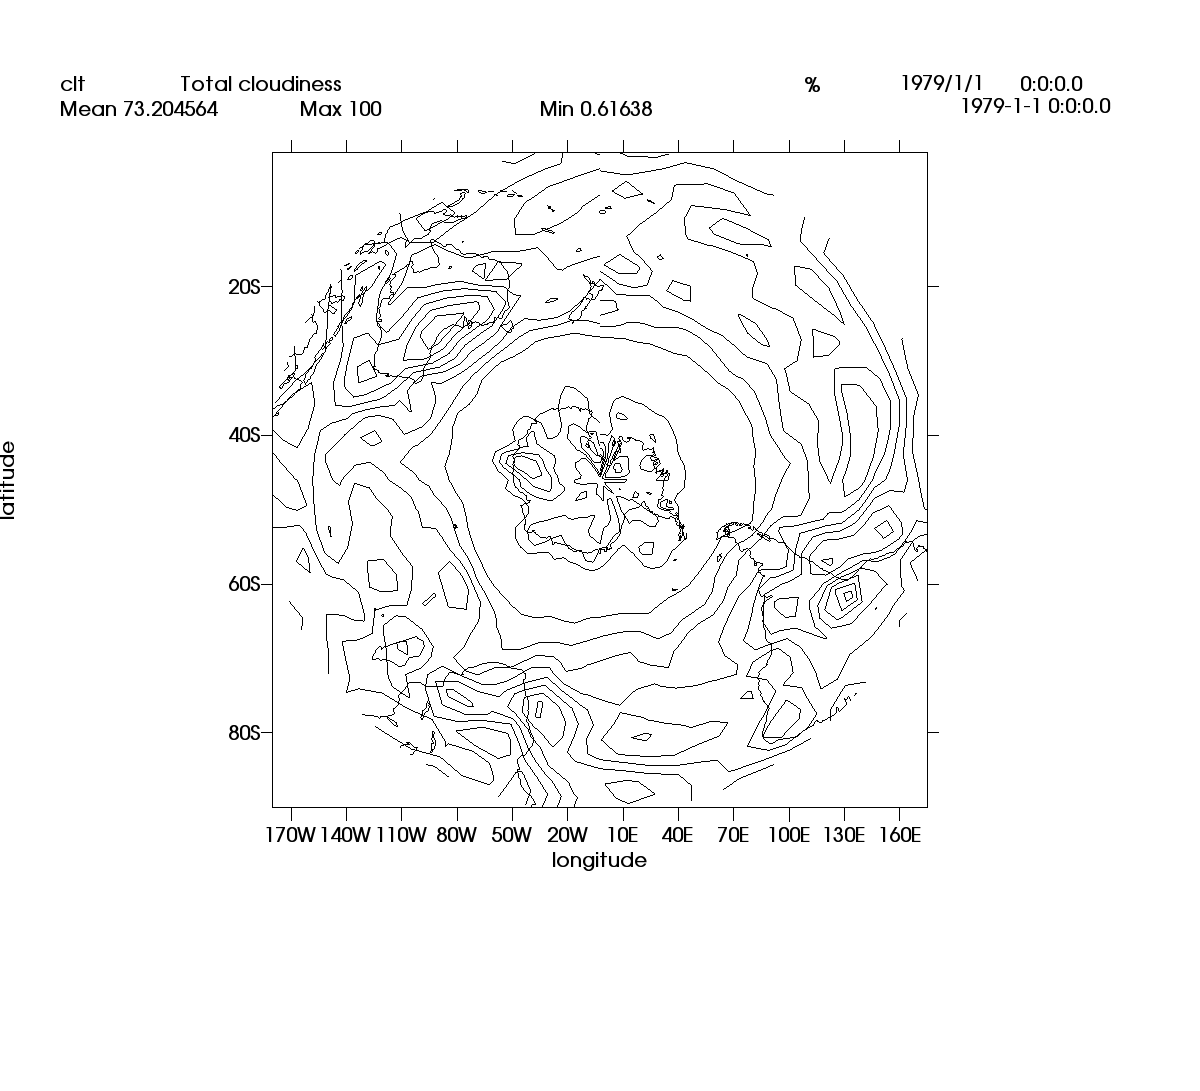 clt Total cloudiness % 1979/1/1 0:0:0.0
Mean 73.204564 Max 100 Min 0.61638 1979-1-1 0:0:0.0
20S
40S
latitude
60S
80S
170W 140W 110W 80W 50W 20W 10E 40E 70E 100E 130E 160E
longitude